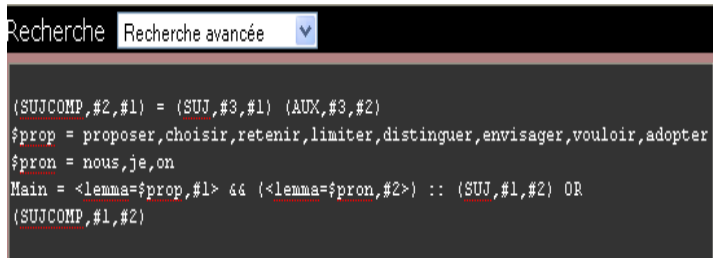 Recherche Recherche avancée
(SUJCOMP,#2,#1) = (SUJ,#3,#1) (AUX,#3,#2)
$prop = proposer,choisir,retenir,limiter,distinguer,envisager,vouloir,adopter
$pron = nous,je,on
Main = <lemma=$prop,#1> && (<lemma=$pron,#2>) :: (SUJ,#1,#2) OR
(SUJCOMP,#1,#2)